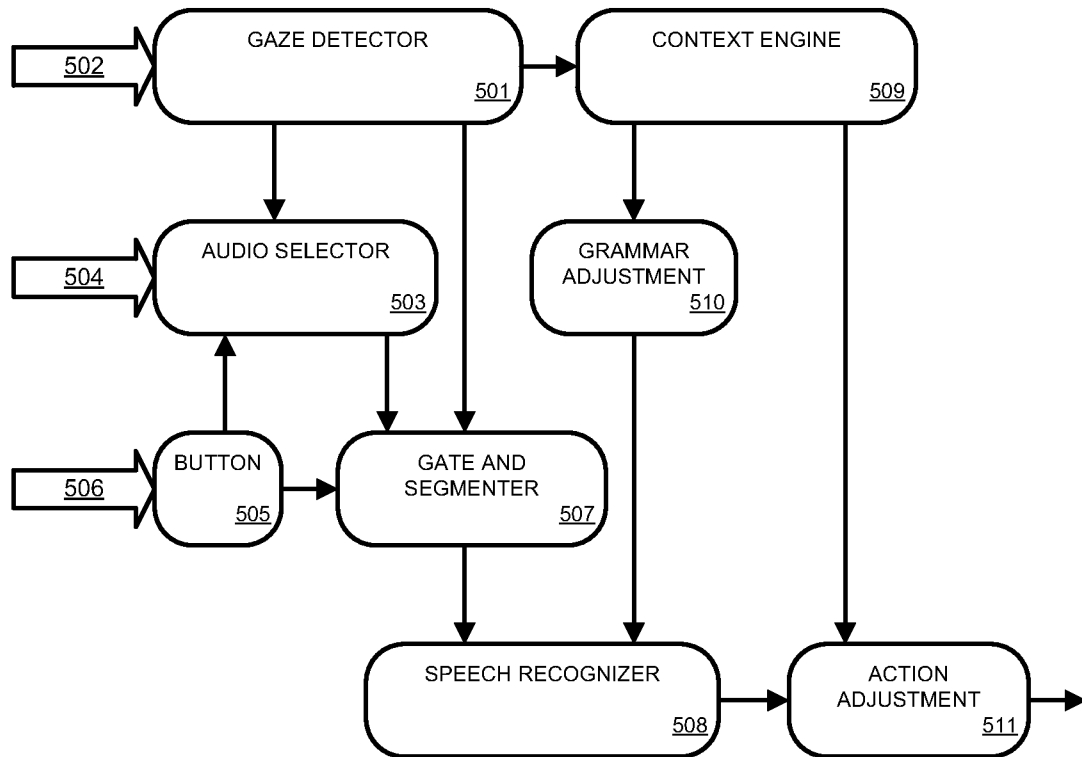 GAZE DETECTOR
CONTEXT ENGINE
502
501
509
AUDIO SELECTOR
GRAMMAR
ADJUSTMENT
504
503
510
BUTTON
GATE AND
SEGMENTER
506
505
507
SPEECH RECOGNIZER
ACTION
ADJUSTMENT
508
511